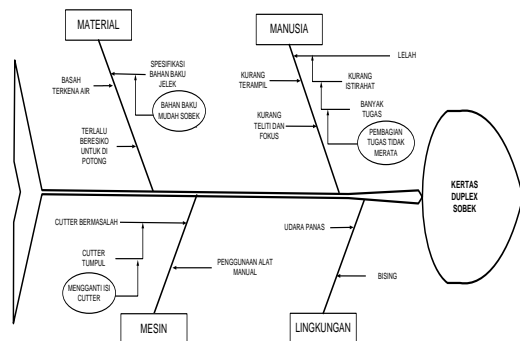 MATERIAL
MANUSIA
SPESIFIKASI
BAHAN BAKU
JELEK
BASAH
TERKENA AIR
BAHAN BAKU
MUDAH SOBEK
TERLALU
BERESIKO
UNTUK DI
POTONG
LELAH
KURANG
TERAMPIL
KURANG
ISTIRAHAT
BANYAK
TUGAS
KURANG
TELITI DAN
FOKUS
PEMBAGIAN
TUGAS TIDAK
MERATA
KERTAS
DUPLEX
SOBEK
CUTTER BERMASALAH
CUTTER
TUMPUL
MENGGANTI ISI
CUTTER
PENGGUNAAN ALAT
MANUAL
UDARA PANAS
BISING
MESIN
LINGKUNGAN